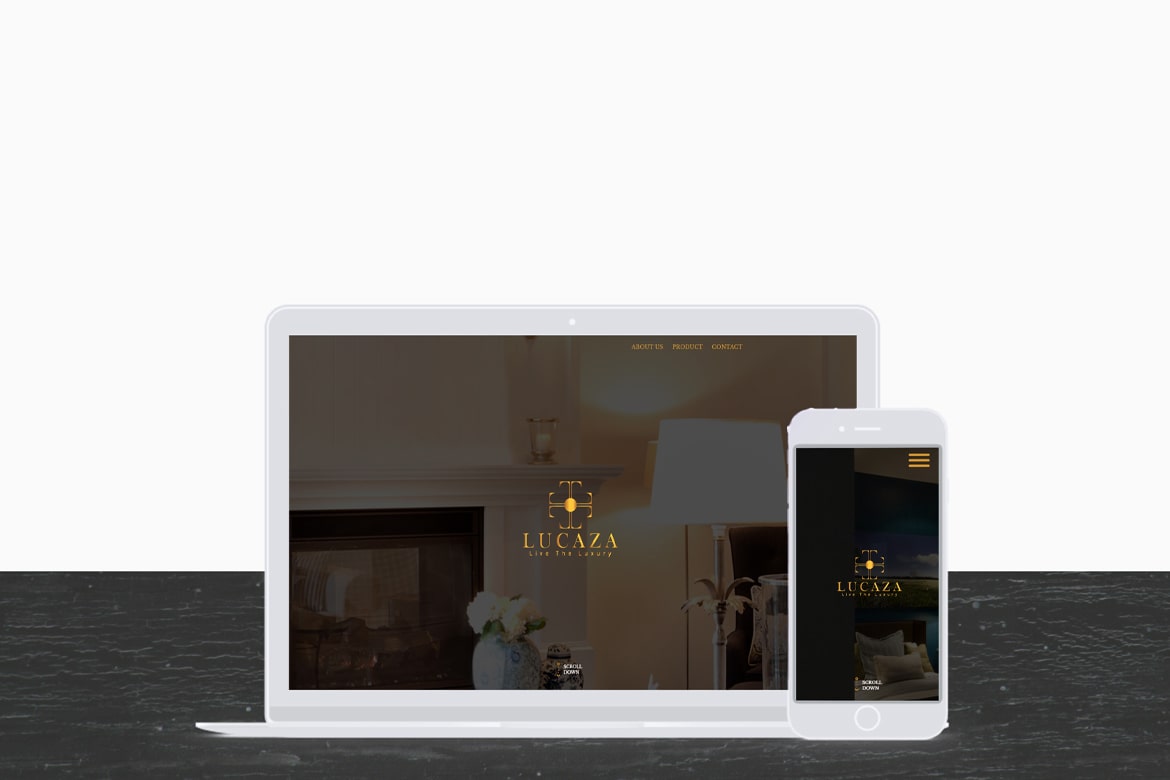 ABOUT US PRODUCT CONTACT
LUCAZA
Live The Luxury
SCROLL
DOWN
LUCAZA
Live The Luxury
SCROLL
DOWN